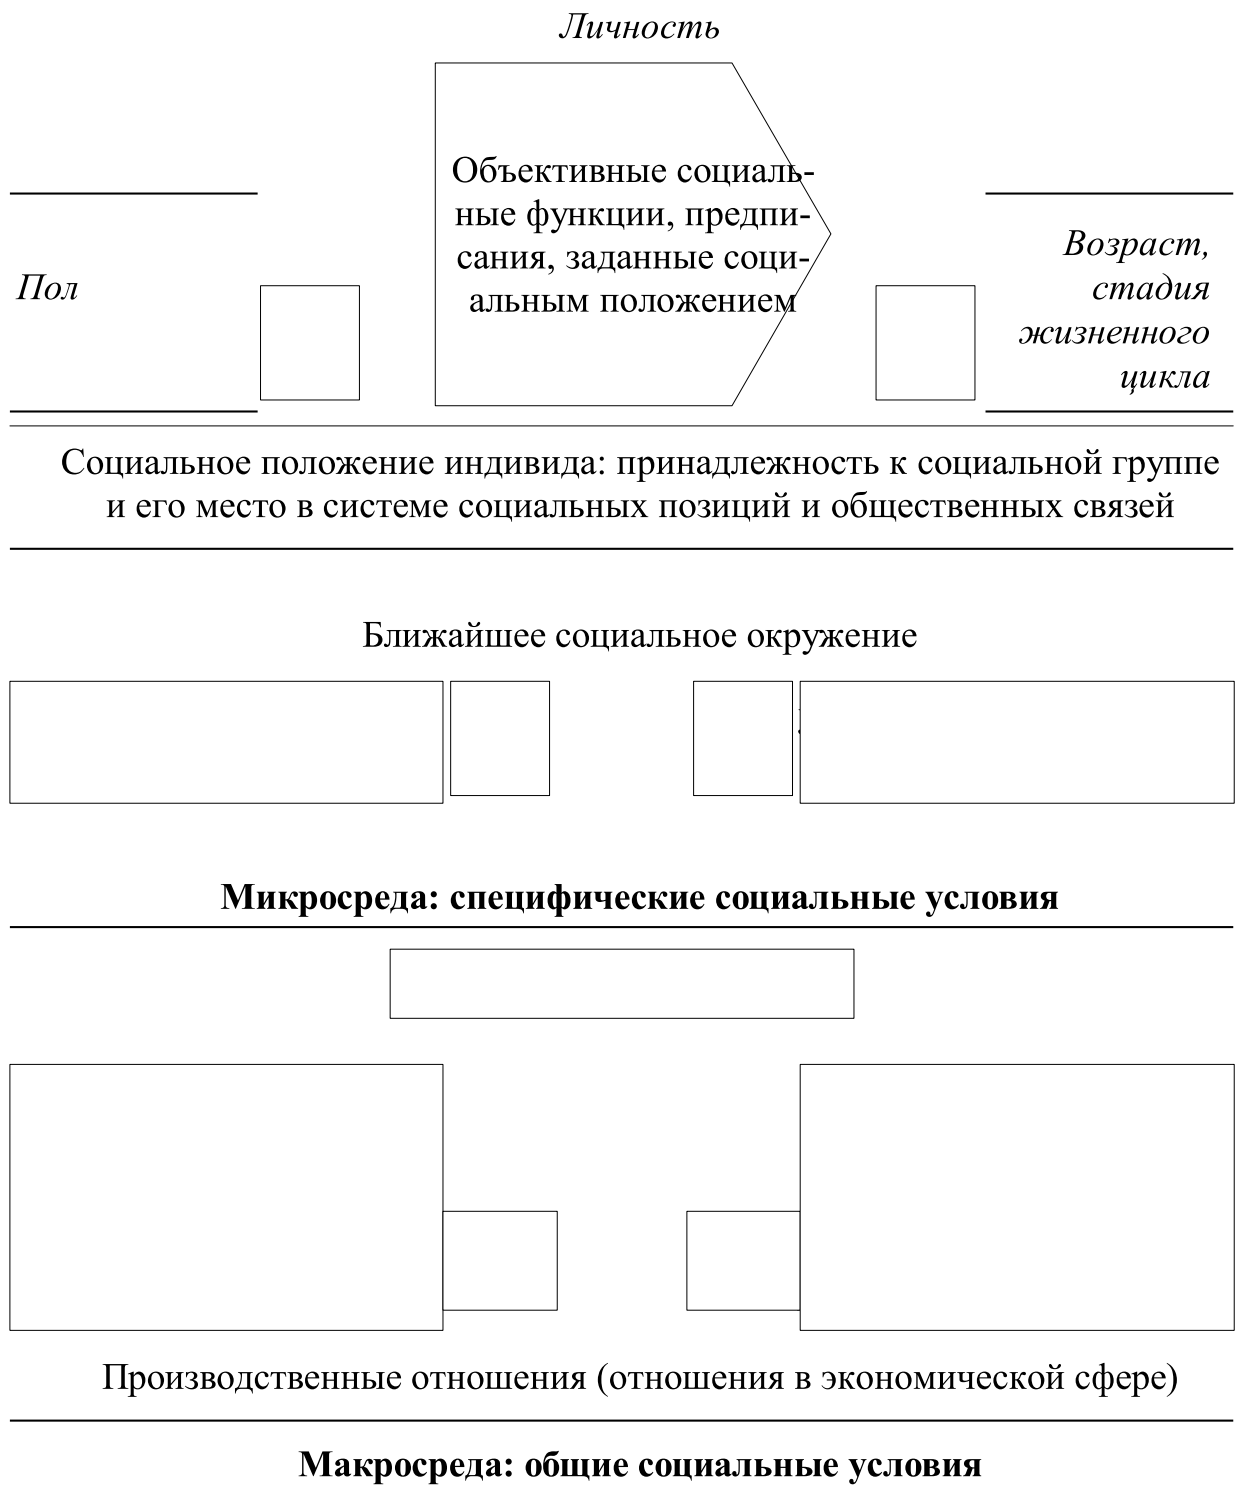 Личность
Объективные социаль-
ные функции, предпи-
сания, заданные соци-
альным положением
Пол
Возраст,
стадия
жизненного
цикла
Социальное положение индивида: принадлежность к социальной группе
и его место в системе социальных позиций и общественных связей
Ближайшее социальное окружение
Микросреда: специфические социальные условия
Производственные отношения (отношения в экономической сфере)
Макросреда: общие социальные условия